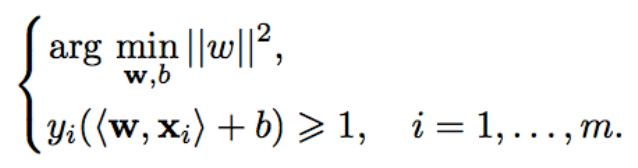 arg min_{w,b} ||w||²,
y_i(⟨w, x_i⟩ + b) ⩾ 1, i = 1, . . . , m.